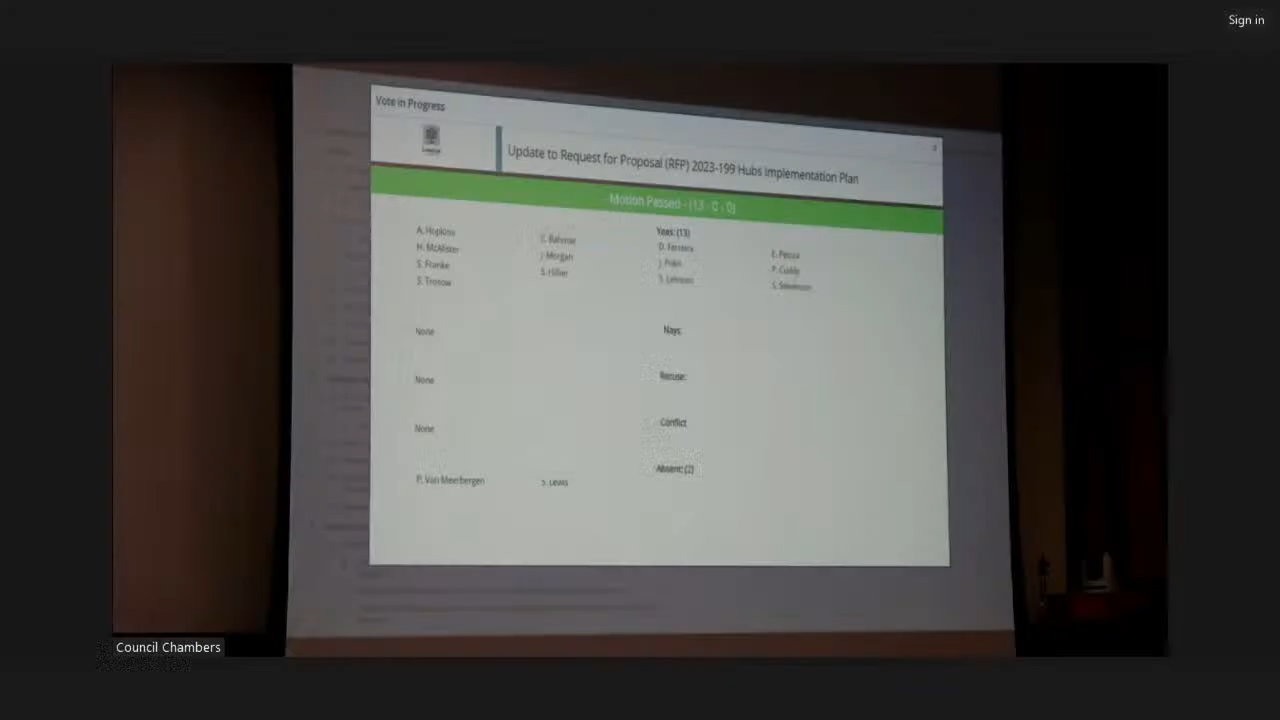 Sign in
Vote in Progress
Update to Request for Proposal (RFP) 2023-199 Hubs Implementation Plan
Motion Passed - (13 - 0 - 0)
Yeas: (13)
A. Hopkins
H. McAlister
S. Franke
S. Trosow
C. Rahman
J. Morgan
S. Hillier
D. Ferreira
J. Pribil
S. Lehman
E. Peloza
P. Cuddy
S. Stevenson
Nays:
None
Recuse:
None
Conflict
None
Absent: (2)
P. Van Meerbergen
S. Lewis
Council Chambers